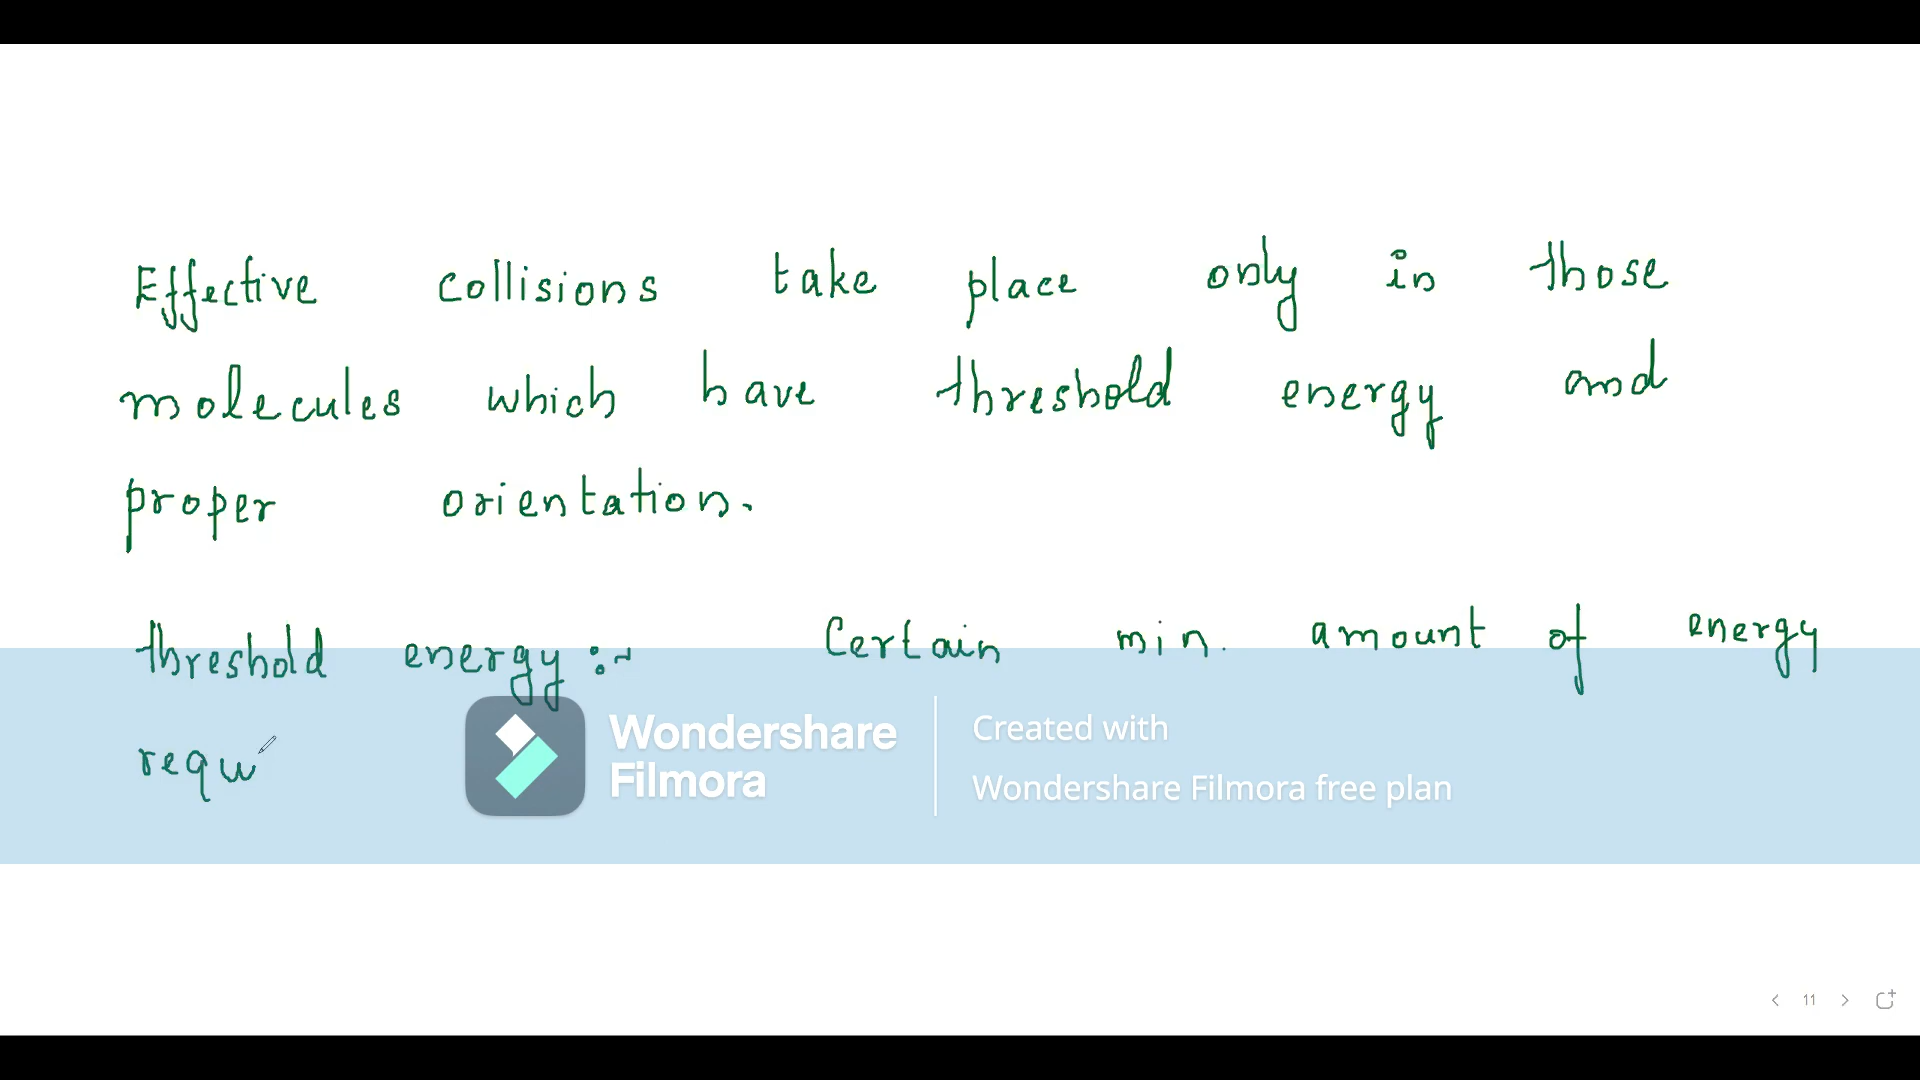 Effective collisions take place only in those
molecules which have threshold energy and
proper orientation.
threshold energy :- Certain min. amount of energy
requi
Wondershare
Filmora
Created with
Wondershare Filmora free plan
11